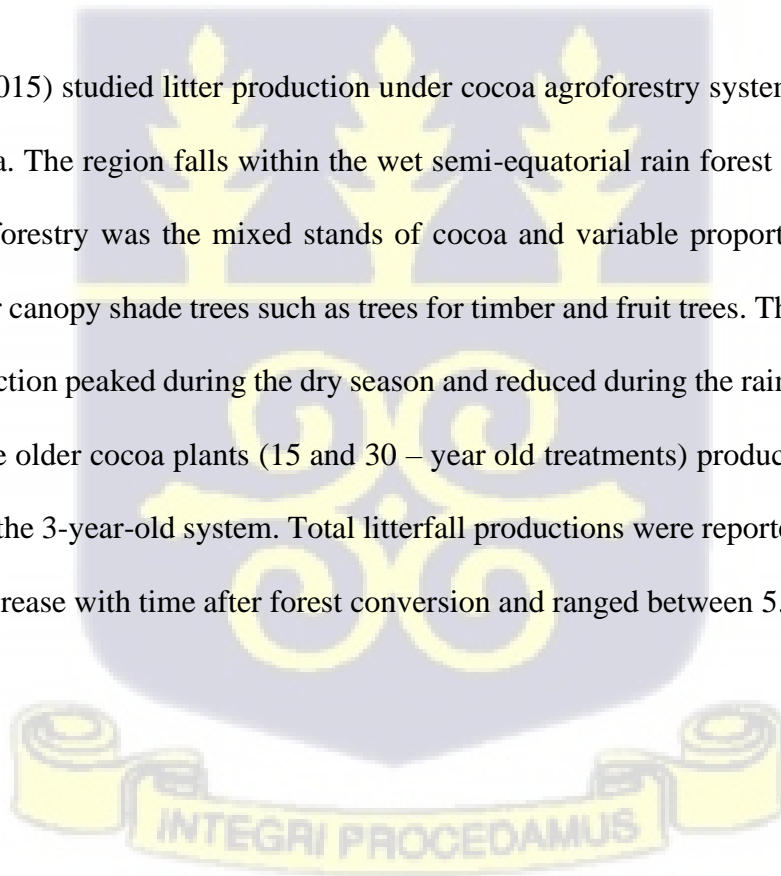 015) studied litter production under cocoa agroforestry system
a. The region falls within the wet semi-equatorial rain forest
forestry was the mixed stands of cocoa and variable proport
r canopy shade trees such as trees for timber and fruit trees. Th
ction peaked during the dry season and reduced during the rain
e older cocoa plants (15 and 30 – year old treatments) produc
the 3-year-old system. Total litterfall productions were reporte
crease with time after forest conversion and ranged between 5.
INTEGRI PROCEDAMUS